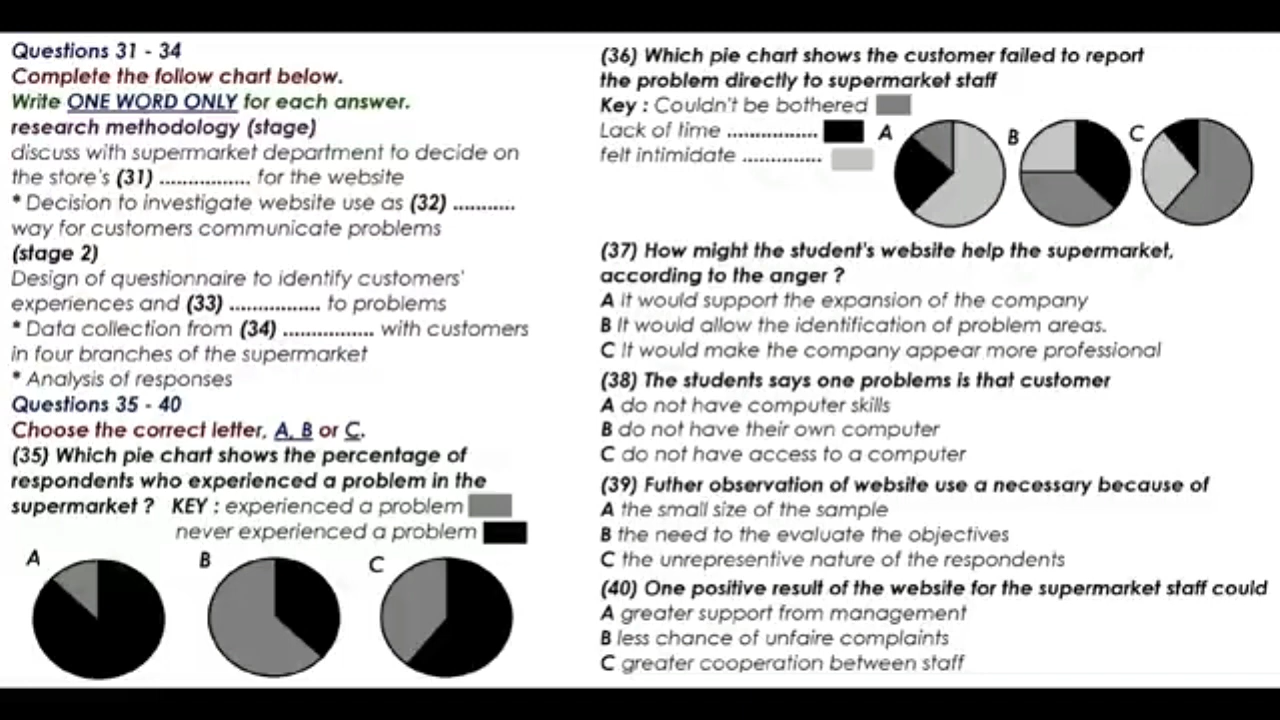 Questions 31 - 34
Complete the follow chart below.
Write ONE WORD ONLY for each answer.
research methodology (stage)
discuss with supermarket department to decide on
the store's (31) ................. for the website
* Decision to investigate website use as (32) ...........
way for customers communicate problems
(stage 2)
Design of questionnaire to identify customers'
experiences and (33) ................. to problems
* Data collection from (34) ................. with customers
in four branches of the supermarket
* Analysis of responses
Questions 35 - 40
Choose the correct letter, A, B or C.
(35) Which pie chart shows the percentage of
respondents who experienced a problem in the
supermarket ? KEY : experienced a problem
never experienced a problem
A B C
(36) Which pie chart shows the customer failed to report
the problem directly to supermarket staff
Key : Couldn't be bothered
Lack of time .................
felt intimidate ...............
A B C
(37) How might the student's website help the supermarket,
according to the anger ?
A it would support the expansion of the company
B It would allow the identification of problem areas.
C It would make the company appear more professional
(38) The students says one problems is that customer
A do not have computer skills
B do not have their own computer
C do not have access to a computer
(39) Futher observation of website use a necessary because of
A the small size of the sample
B the need to the evaluate the objectives
C the unrepresentive nature of the respondents
(40) One positive result of the website for the supermarket staff could
A greater support from management
B less chance of unfaire complaints
C greater cooperation between staff